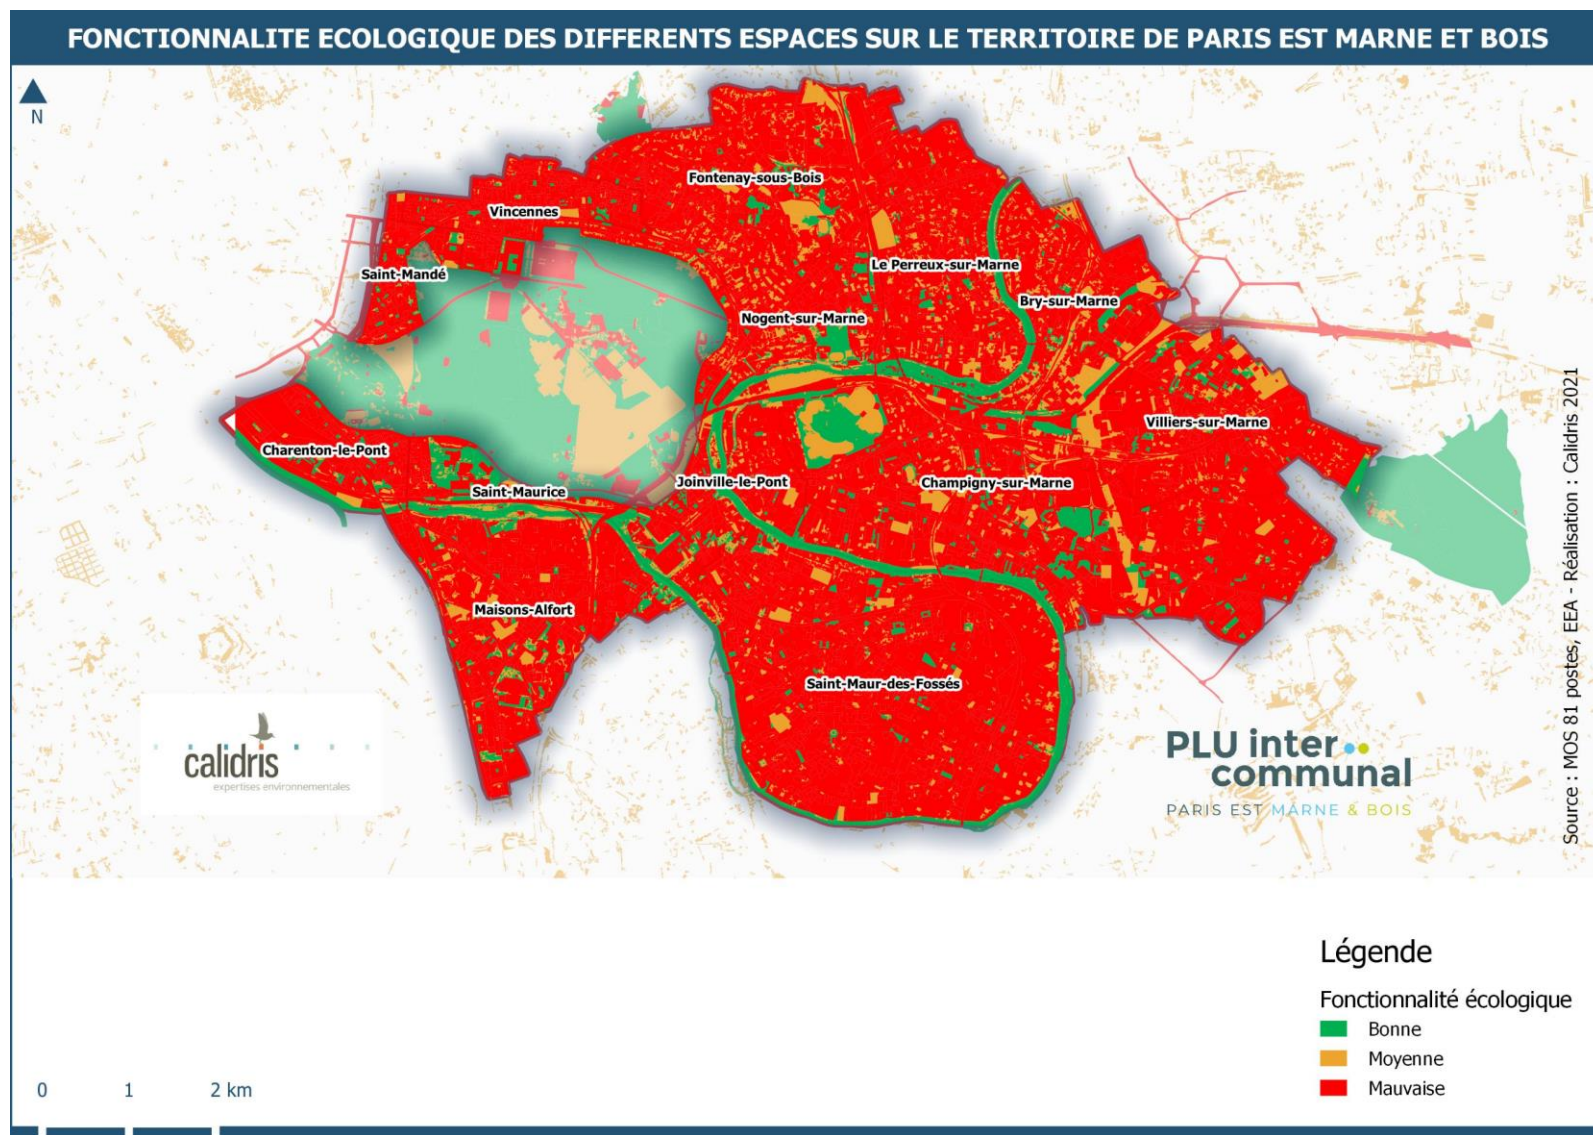 FONCTIONNALITE ECOLOGIQUE DES DIFFERENTS ESPACES SUR LE TERRITOIRE DE PARIS EST MARNE ET BOIS
N
Fontenay-sous-Bois
Vincennes
Saint-Mandé
Le Perreux-sur-Marne
Bry-sur-Marne
Nogent-sur-Marne
Villiers-sur-Marne
Charenton-le-Pont
Saint-Maurice
Joinville-le-Pont
Champigny-sur-Marne
Maisons-Alfort
Saint-Maur-des-Fossés
calidris
expertises environnementales
PLU inter
communal
PARIS EST MARNE & BOIS
Source : MOS 81 postes, EEA - Réalisation : Calidris 2021
Légende
Fonctionnalité écologique
Bonne
Moyenne
Mauvaise
0 1 2 km